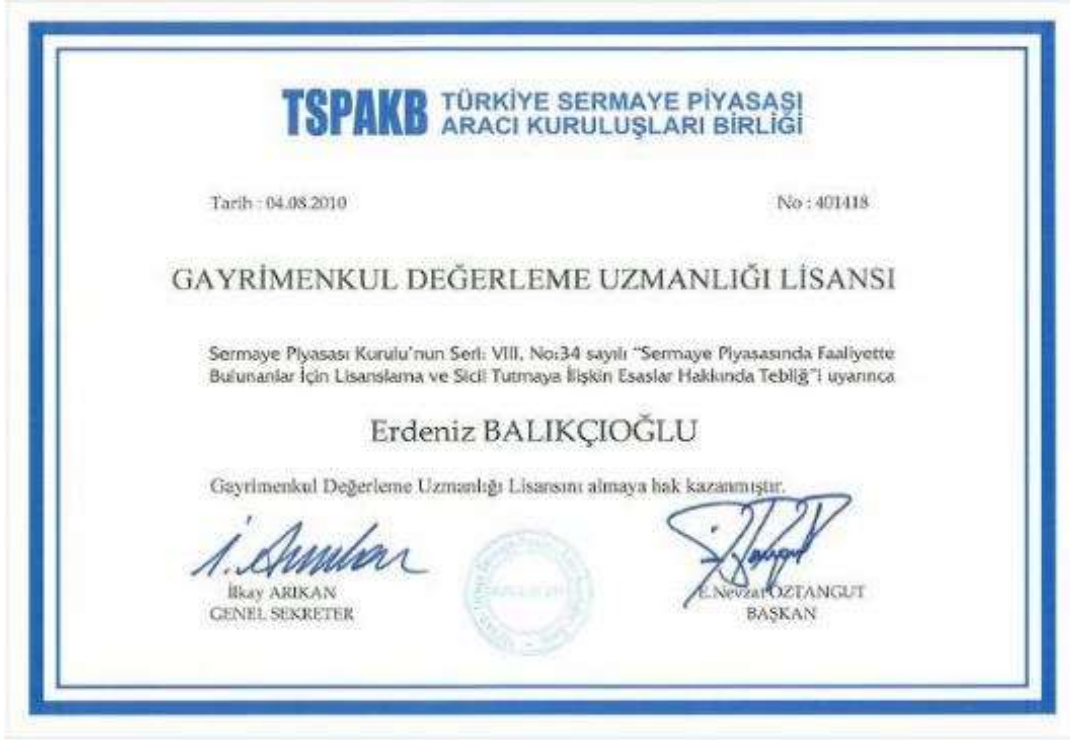 TSPAKB TÜRKİYE SERMAYE PİYASASI
ARACI KURULUŞLARI BİRLİĞİ
Tarih : 04.08.2010
No : 401418
GAYRİMENKUL DEĞERLEME UZMANLIĞI LİSANSI
Sermaye Piyasası Kurulu'nun Seri: VIII, No:34 sayılı "Sermaye Piyasasında Faaliyette
Bulunanlar İçin Lisanslama ve Sicil Tutmaya İlişkin Esaslar Hakkında Tebliğ"i uyarınca
Erdeniz BALIKÇIOĞLU
Gayrimenkul Değerleme Uzmanlığı Lisansını almaya hak kazanmıştır.
İlkay ARIKAN
GENEL SEKRETER
E.Nevzat ÖZTANGUT
BAŞKAN